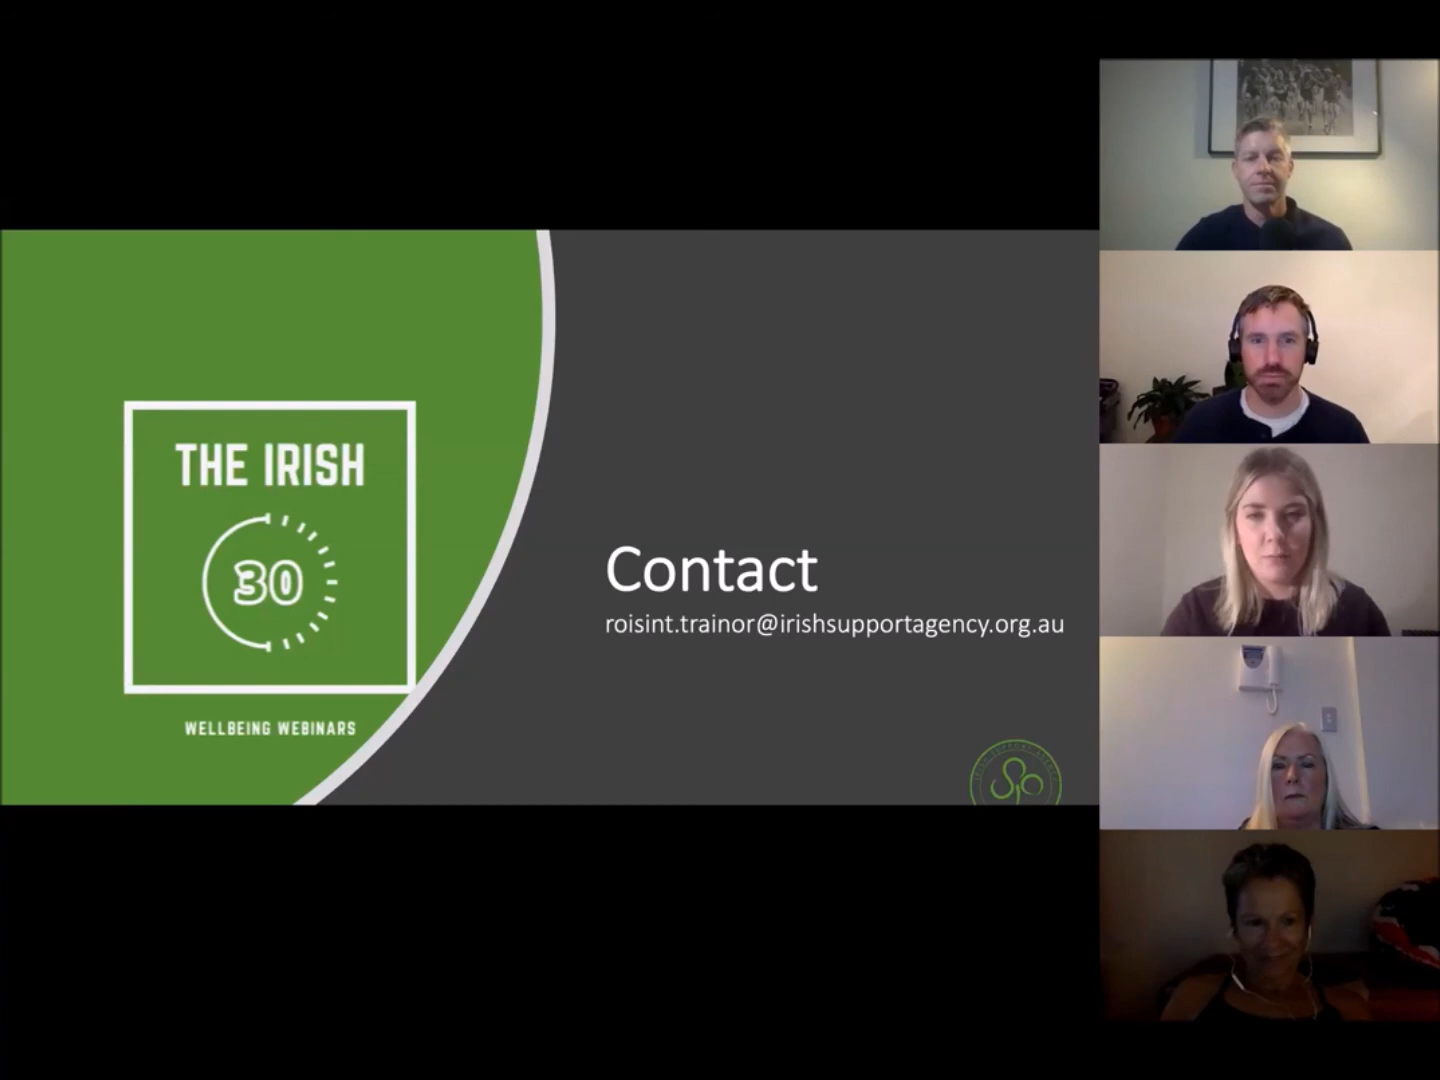 THE IRISH
30
WELLBEING WEBINARS
Contact
roisint.trainor@irishsupportagency.org.au